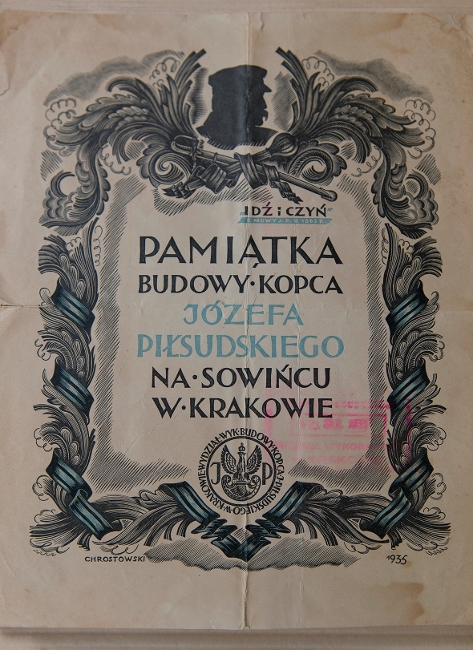 IDŹ i CZYŃ
PAMIĄTKA
BUDOWY·KOPCA
JÓZEFA
PIŁSUDSKIEGO
NA·SOWIŃCU
W·KRAKOWIE
J P
CHROSTOWSKI
1935